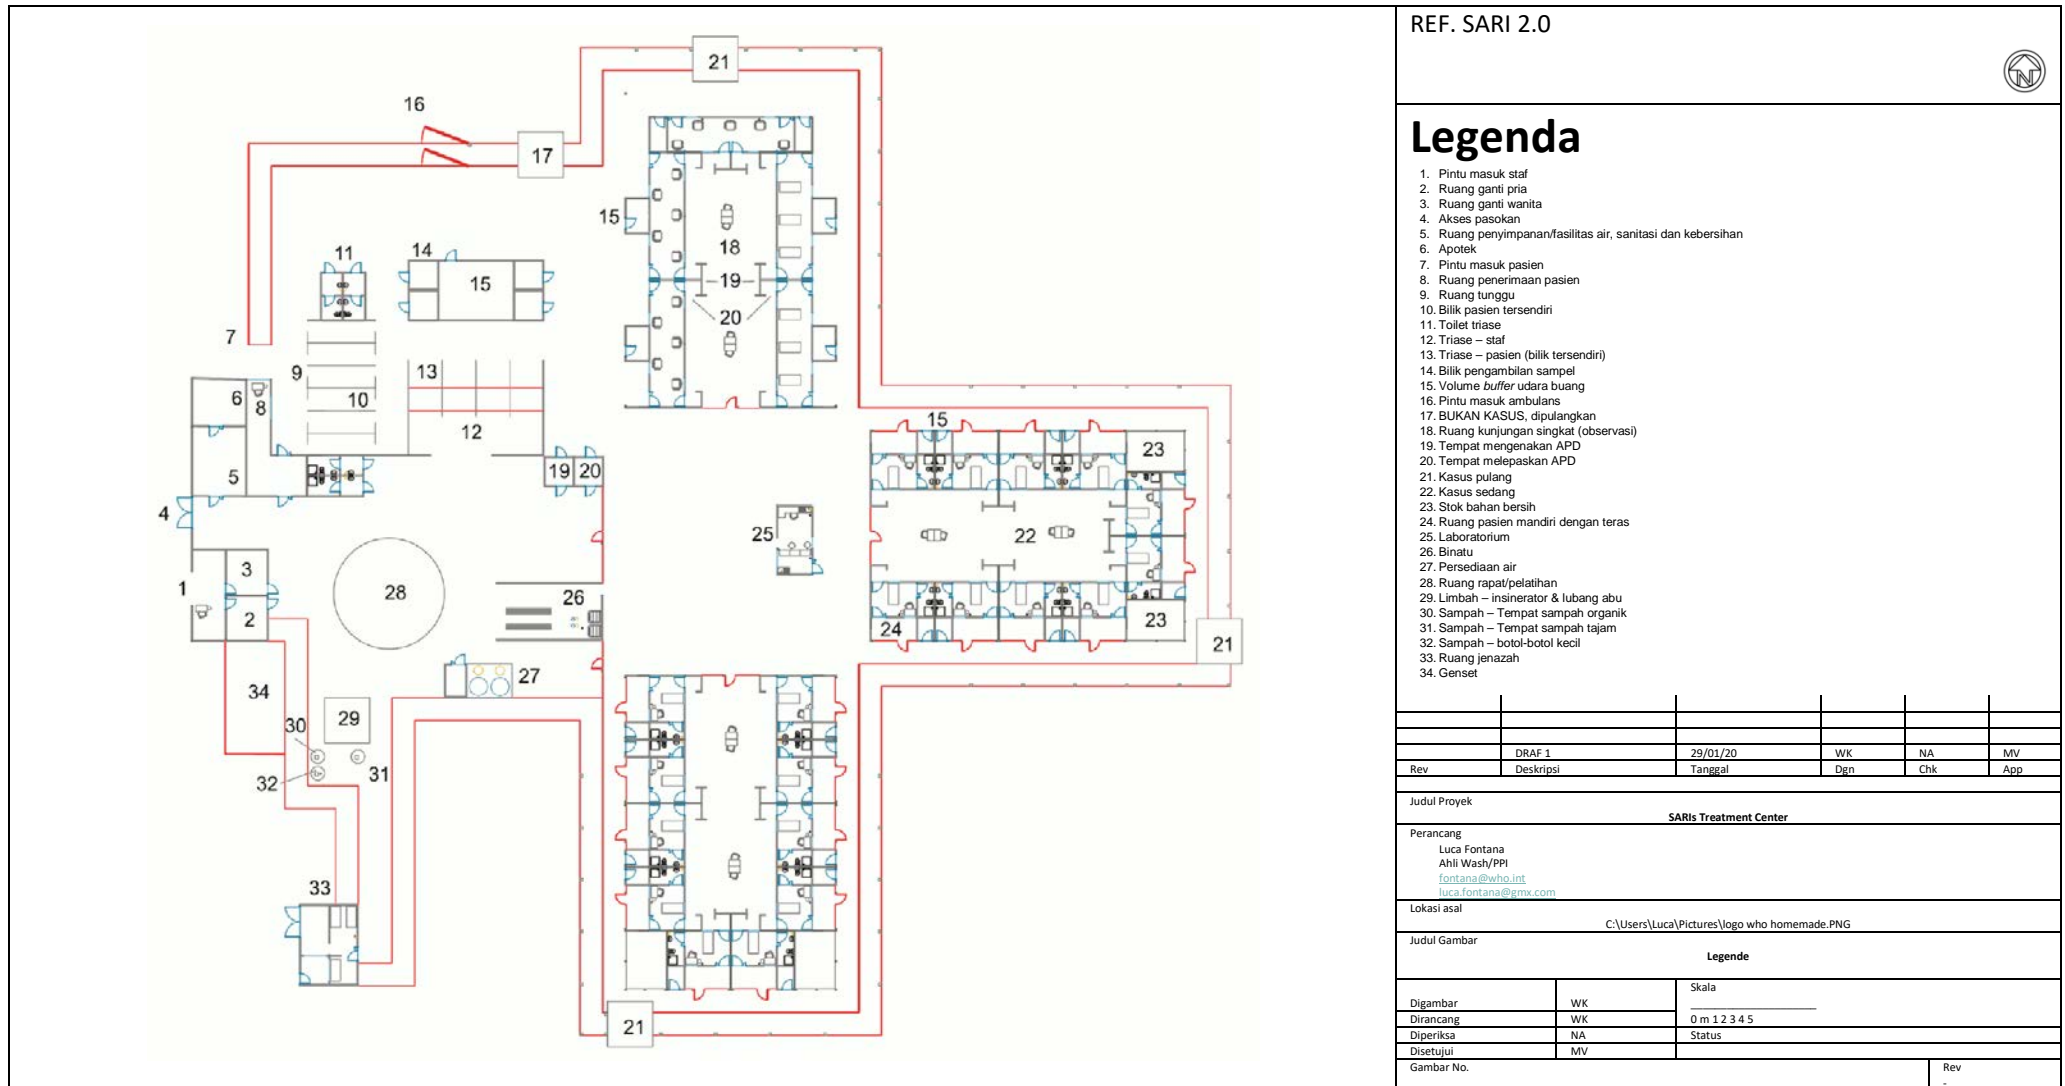 21
16
17
15
18
11
14
15
19
20
7
13
9
6
8
10
15
12
23
19
20
5
4
25
22
3
1
28
26
2
24
23
21
27
34
29
30
31
32
33
21
REF. SARI 2.0
N
Legenda
1. Pintu masuk staf
2. Ruang ganti pria
3. Ruang ganti wanita
4. Akses pasokan
5. Ruang penyimpanan/fasilitas air, sanitasi dan kebersihan
6. Apotek
7. Pintu masuk pasien
8. Ruang penerimaan pasien
9. Ruang tunggu
10. Bilik pasien tersendiri
11. Toilet triase
12. Triase – staf
13. Triase – pasien (bilik tersendiri)
14. Bilik pengambilan sampel
15. Volume buffer udara buang
16. Pintu masuk ambulans
17. BUKAN KASUS, dipulangkan
18. Ruang kunjungan singkat (observasi)
19. Tempat mengenakan APD
20. Tempat melepaskan APD
21. Kasus pulang
22. Kasus sedang
23. Stok bahan bersih
24. Ruang pasien mandiri dengan teras
25. Laboratorium
26. Binatu
27. Persediaan air
28. Ruang rapat/pelatihan
29. Limbah – insinerator & lubang abu
30. Sampah – Tempat sampah organik
31. Sampah – Tempat sampah tajam
32. Sampah – botol-botol kecil
33. Ruang jenazah
34. Genset
DRAF 1 29/01/20 WK NA MV
Rev Deskripsi Tanggal Dgn Chk App
Judul Proyek
SARIs Treatment Center
Perancang
Luca Fontana
Ahli Wash/PPI
fontana@who.int
luca.fontana@gmx.com
Lokasi asal
C:\Users\Luca\Pictures\logo who homemade.PNG
Judul Gambar
Legende
Skala
Digambar WK
Dirancang WK 0 m 1 2 3 4 5
Diperiksa NA Status
Disetujui MV
Gambar No. Rev
-